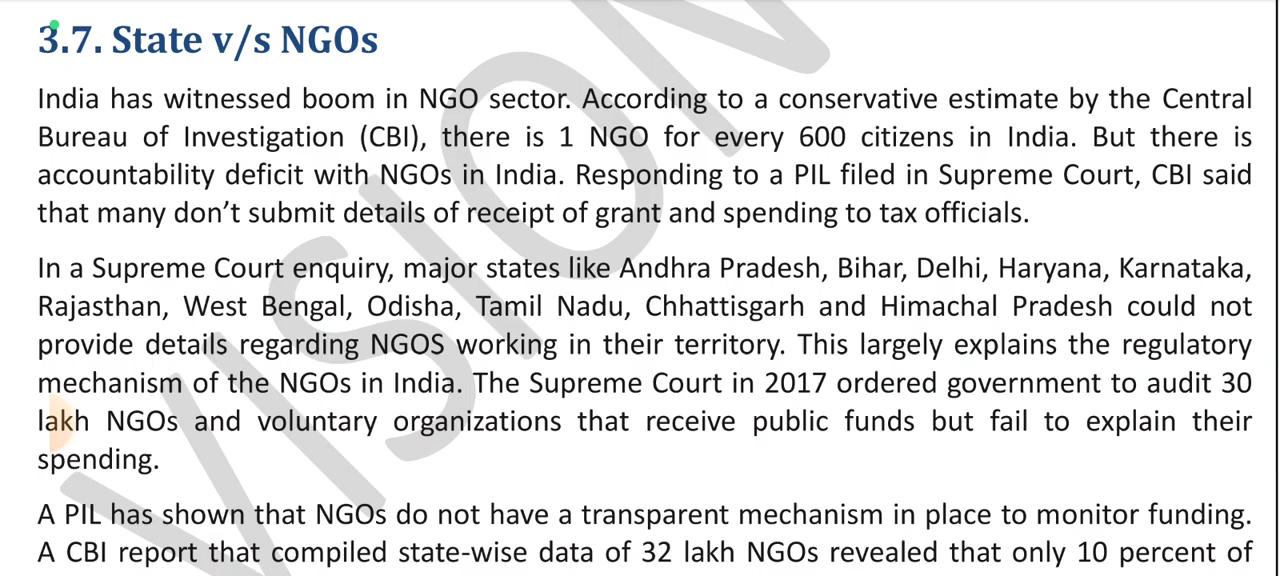 3.7. State v/s NGOs
India has witnessed boom in NGO sector. According to a conservative estimate by the Central
Bureau of Investigation (CBI), there is 1 NGO for every 600 citizens in India. But there is
accountability deficit with NGOs in India. Responding to a PIL filed in Supreme Court, CBI said
that many don’t submit details of receipt of grant and spending to tax officials.
In a Supreme Court enquiry, major states like Andhra Pradesh, Bihar, Delhi, Haryana, Karnataka,
Rajasthan, West Bengal, Odisha, Tamil Nadu, Chhattisgarh and Himachal Pradesh could not
provide details regarding NGOS working in their territory. This largely explains the regulatory
mechanism of the NGOs in India. The Supreme Court in 2017 ordered government to audit 30
lakh NGOs and voluntary organizations that receive public funds but fail to explain their
spending.
A PIL has shown that NGOs do not have a transparent mechanism in place to monitor funding.
A CBI report that compiled state-wise data of 32 lakh NGOs revealed that only 10 percent of
VISION